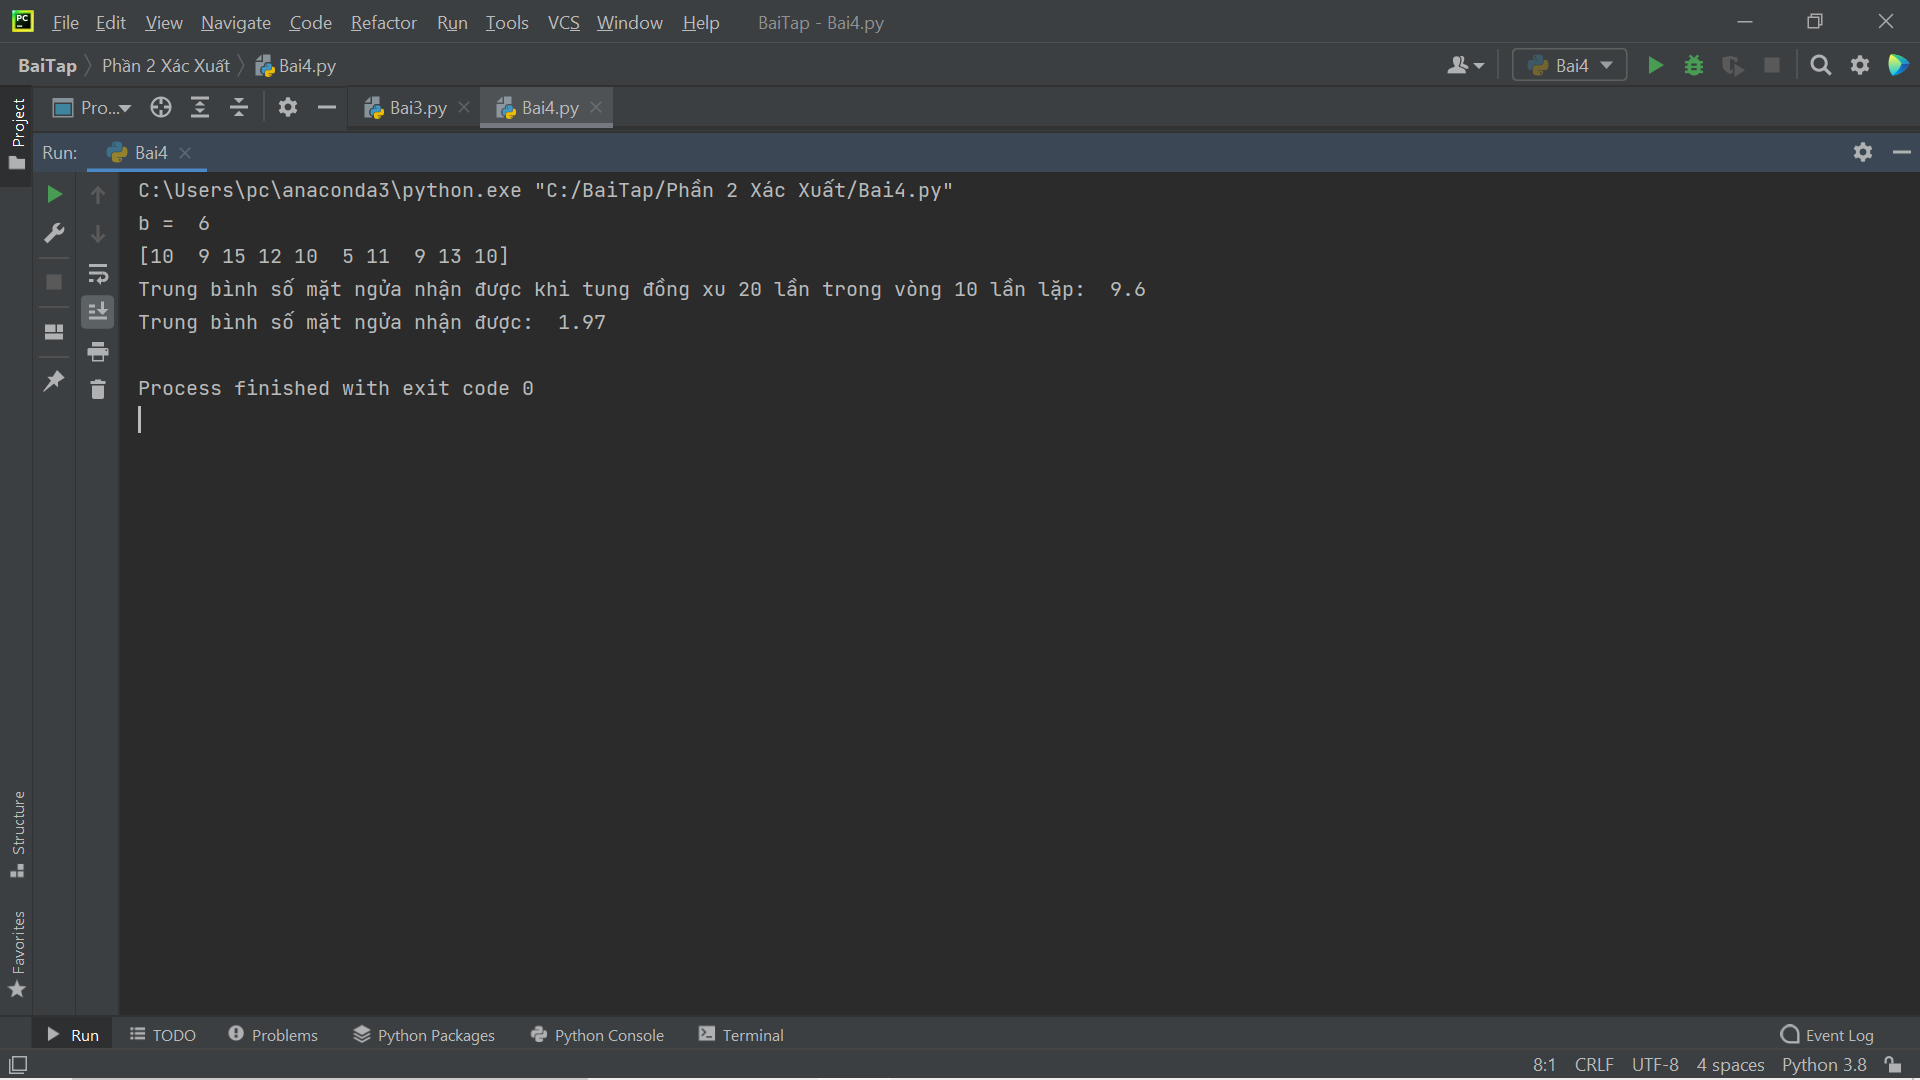 File Edit View Navigate Code Refactor Run Tools VCS Window Help BaiTap - Bai4.py
BaiTap Phần 2 Xác Xuất Bai4.py Bai4
Project
Pro... Bai3.py Bai4.py
Run: Bai4
C:\Users\pc\anaconda3\python.exe "C:/BaiTap/Phần 2 Xác Xuất/Bai4.py"
b =  6
[10  9 15 12 10  5 11  9 13 10]
Trung bình số mặt ngửa nhận được khi tung đồng xu 20 lần trong vòng 10 lần lặp:  9.6
Trung bình số mặt ngửa nhận được:  1.97
Process finished with exit code 0
Structure
Favorites
Run TODO Problems Python Packages Python Console Terminal Event Log
8:1 CRLF UTF-8 4 spaces Python 3.8